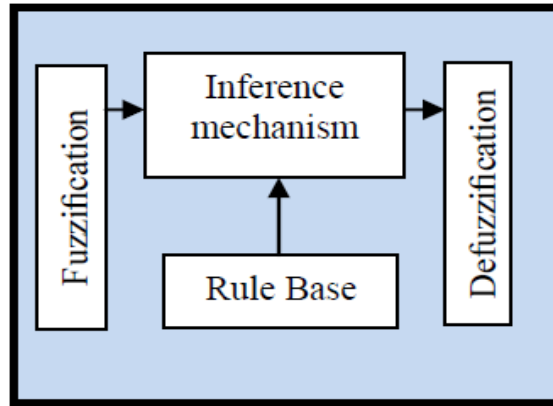 Fuzzification
Inference
mechanism
Rule Base
Defuzzification